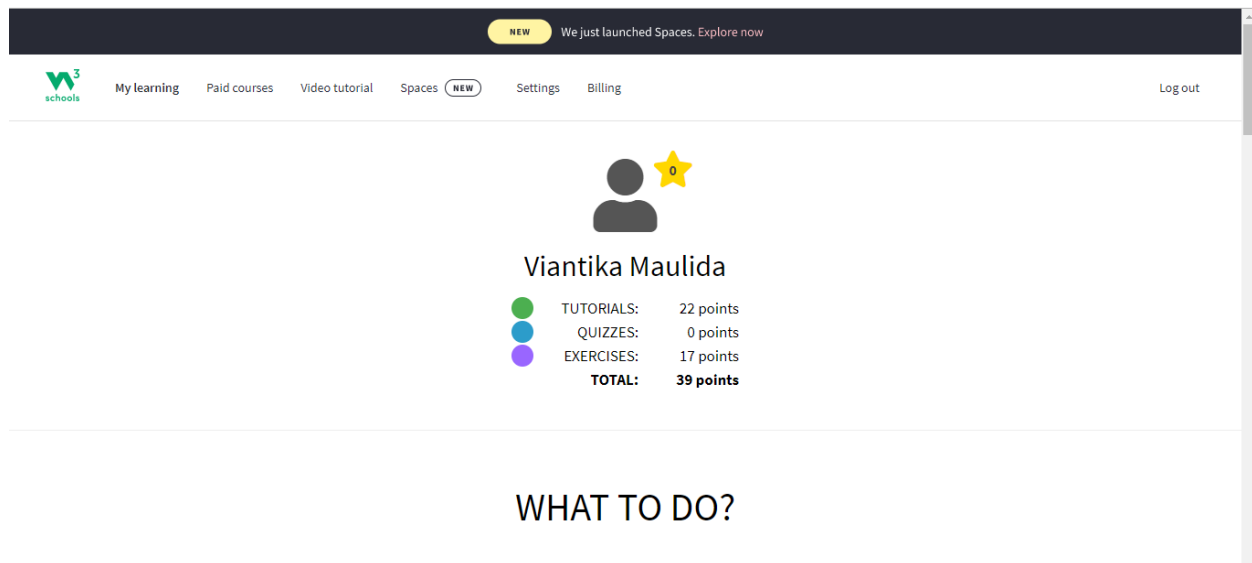 NEW We just launched Spaces. Explore now
W3 schools My learning Paid courses Video tutorial Spaces NEW Settings Billing Log out
0
Viantika Maulida
TUTORIALS: 22 points
QUIZZES: 0 points
EXERCISES: 17 points
TOTAL: 39 points
WHAT TO DO?